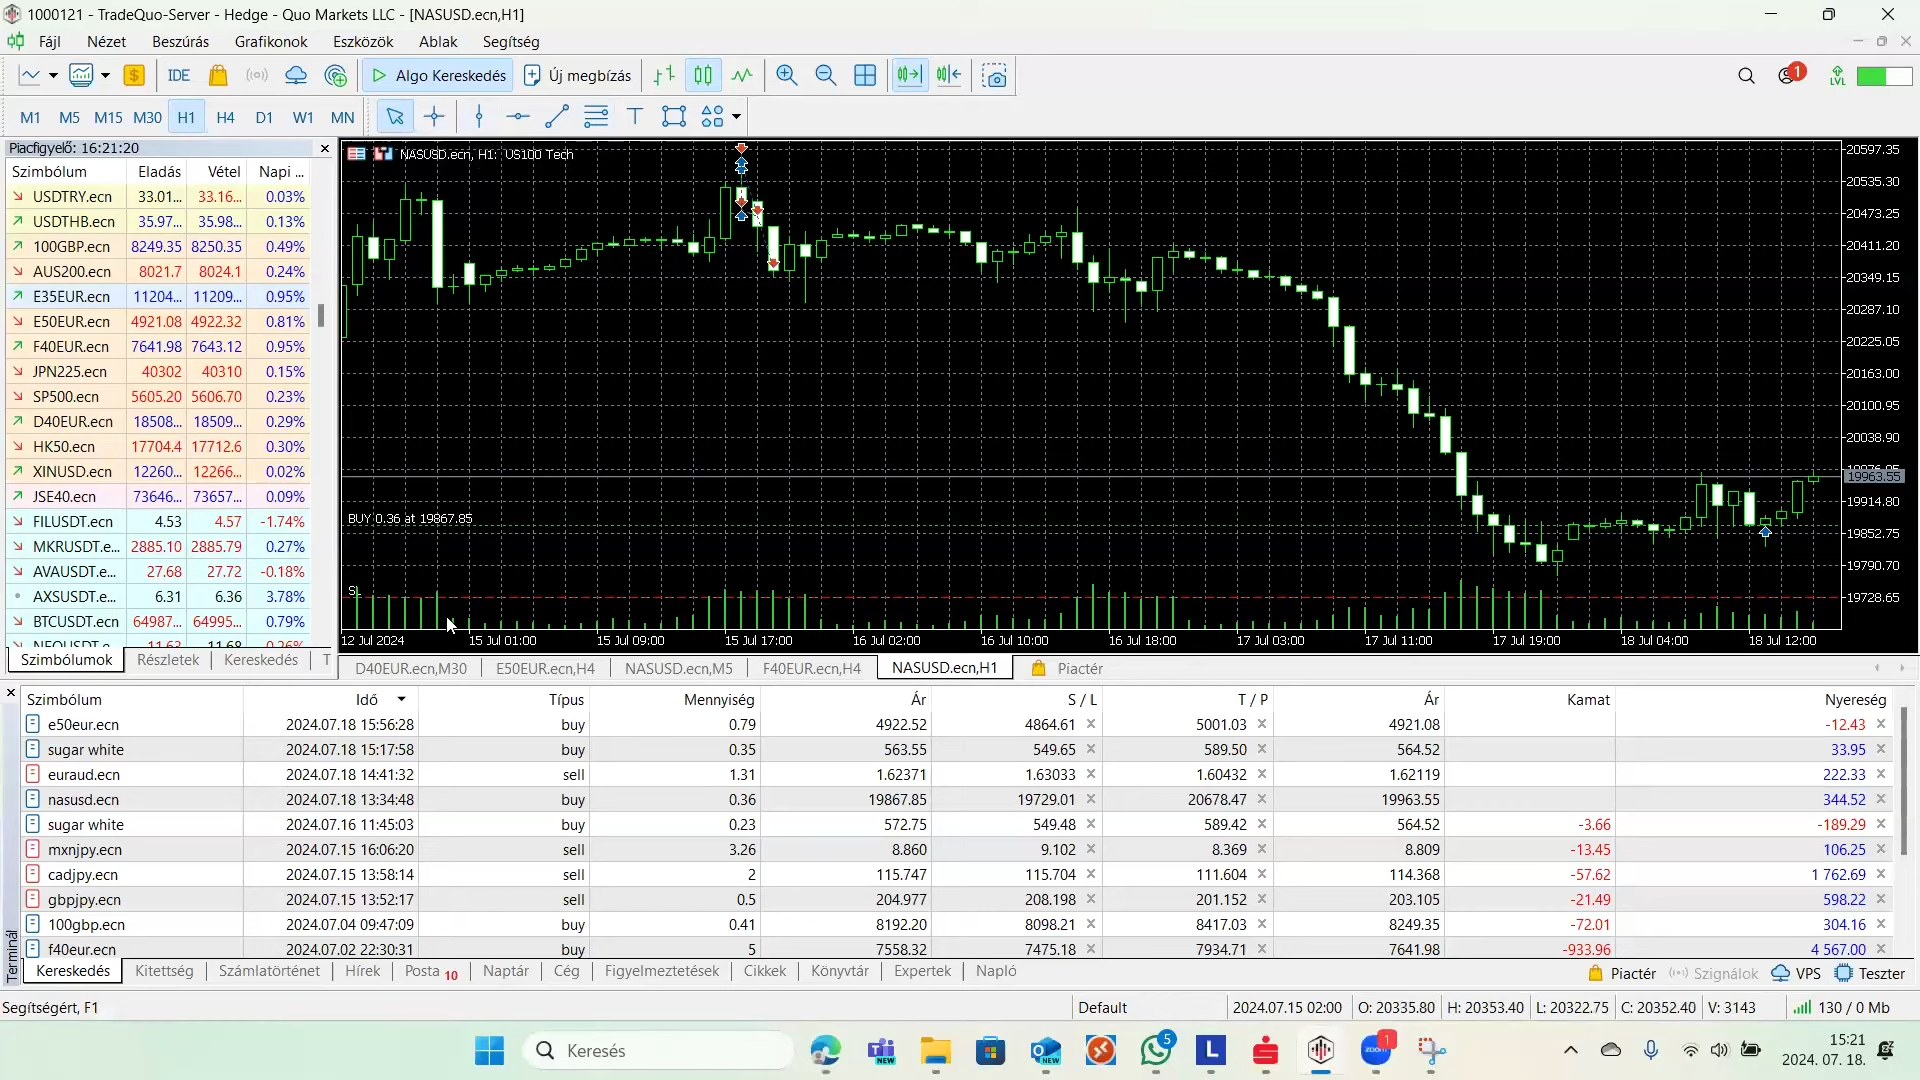 1000121 - TradeQuo-Server - Hedge - Quo Markets LLC - [NASUSD.ecn,H1]
Fájl Nézet Beszúrás Grafikonok Eszközök Ablak Segítség
IDE Algo Kereskedés Új megbízás 1 LVL
M1 M5 M15 M30 H1 H4 D1 W1 MN T
Piacfigyelő: 16:21:20
Szimbólum Eladás Vétel Napi ...
USDTRY.ecn 33.01... 33.16... 0.03%
USDTHB.ecn 35.97... 35.98... 0.13%
100GBP.ecn 8249.35 8250.35 0.49%
AUS200.ecn 8021.7 8024.1 0.24%
E35EUR.ecn 11204... 11209... 0.95%
E50EUR.ecn 4921.08 4922.32 0.81%
F40EUR.ecn 7641.98 7643.12 0.95%
JPN225.ecn 40302 40310 0.15%
SP500.ecn 5605.20 5606.70 0.23%
D40EUR.ecn 18508... 18509... 0.29%
HK50.ecn 17704.4 17712.6 0.30%
XINUSD.ecn 12260... 12266... 0.02%
JSE40.ecn 73646... 73657... 0.09%
FILUSDT.ecn 4.53 4.57 -1.74%
MKRUSDT.e... 2885.10 2885.79 0.27%
AVAUSDT.e... 27.68 27.72 -0.18%
AXSUSDT.e... 6.31 6.36 3.78%
BTCUSDT.ecn 64987... 64995... 0.79%
Szimbólumok Részletek Kereskedés T
NASUSD.ecn, H1: US100 Tech
20597.35
20535.30
20473.25
20411.20
20349.15
20287.10
20225.05
20163.00
20100.95
20038.90
19963.55
19914.80
19852.75
19790.70
19728.65
BUY 0.36 at 19867.85
SL
12 Jul 2024 15 Jul 01:00 15 Jul 09:00 15 Jul 17:00 16 Jul 02:00 16 Jul 10:00 16 Jul 18:00 17 Jul 03:00 17 Jul 11:00 17 Jul 19:00 18 Jul 04:00 18 Jul 12:00
D40EUR.ecn,M30 E50EUR.ecn,H4 NASUSD.ecn,M5 F40EUR.ecn,H4 NASUSD.ecn,H1 Piactér
Szimbólum Idő Típus Mennyiség Ár S / L T / P Ár Kamat Nyereség
e50eur.ecn 2024.07.18 15:56:28 buy 0.79 4922.52 4864.61 5001.03 4921.08 -12.43
sugar white 2024.07.18 15:17:58 buy 0.35 563.55 549.65 589.50 564.52 33.95
euraud.ecn 2024.07.18 14:41:32 sell 1.31 1.62371 1.63033 1.60432 1.62119 222.33
nasusd.ecn 2024.07.18 13:34:48 buy 0.36 19867.85 19729.01 20678.47 19963.55 344.52
sugar white 2024.07.16 11:45:03 buy 0.23 572.75 549.48 589.42 564.52 -3.66 -189.29
mxnjpy.ecn 2024.07.15 16:06:20 sell 3.26 8.860 9.102 8.369 8.809 -13.45 106.25
cadjpy.ecn 2024.07.15 13:58:14 sell 2 115.747 115.704 111.604 114.368 -57.62 1 762.69
gbpjpy.ecn 2024.07.15 13:52:17 sell 0.5 204.977 208.198 201.152 203.105 -21.49 598.22
100gbp.ecn 2024.07.04 09:47:09 buy 0.41 8192.20 8098.21 8417.03 8249.35 -72.01 304.16
f40eur.ecn 2024.07.02 22:30:31 buy 5 7558.32 7475.18 7934.71 7641.98 -933.96 4 567.00
Terminál
Kereskedés Kitettség Számlatörténet Hírek Posta 10 Naptár Cég Figyelmeztetések Cikkek Könyvtár Expertek Napló Piactér Szignálok VPS Teszter
Segítségért, F1 Default 2024.07.15 02:00 O: 20335.80 H: 20353.40 L: 20322.75 C: 20352.40 V: 3143 130 / 0 Mb
Keresés NEW NEW 5 L zoom 1 15:21
2024. 07. 18.